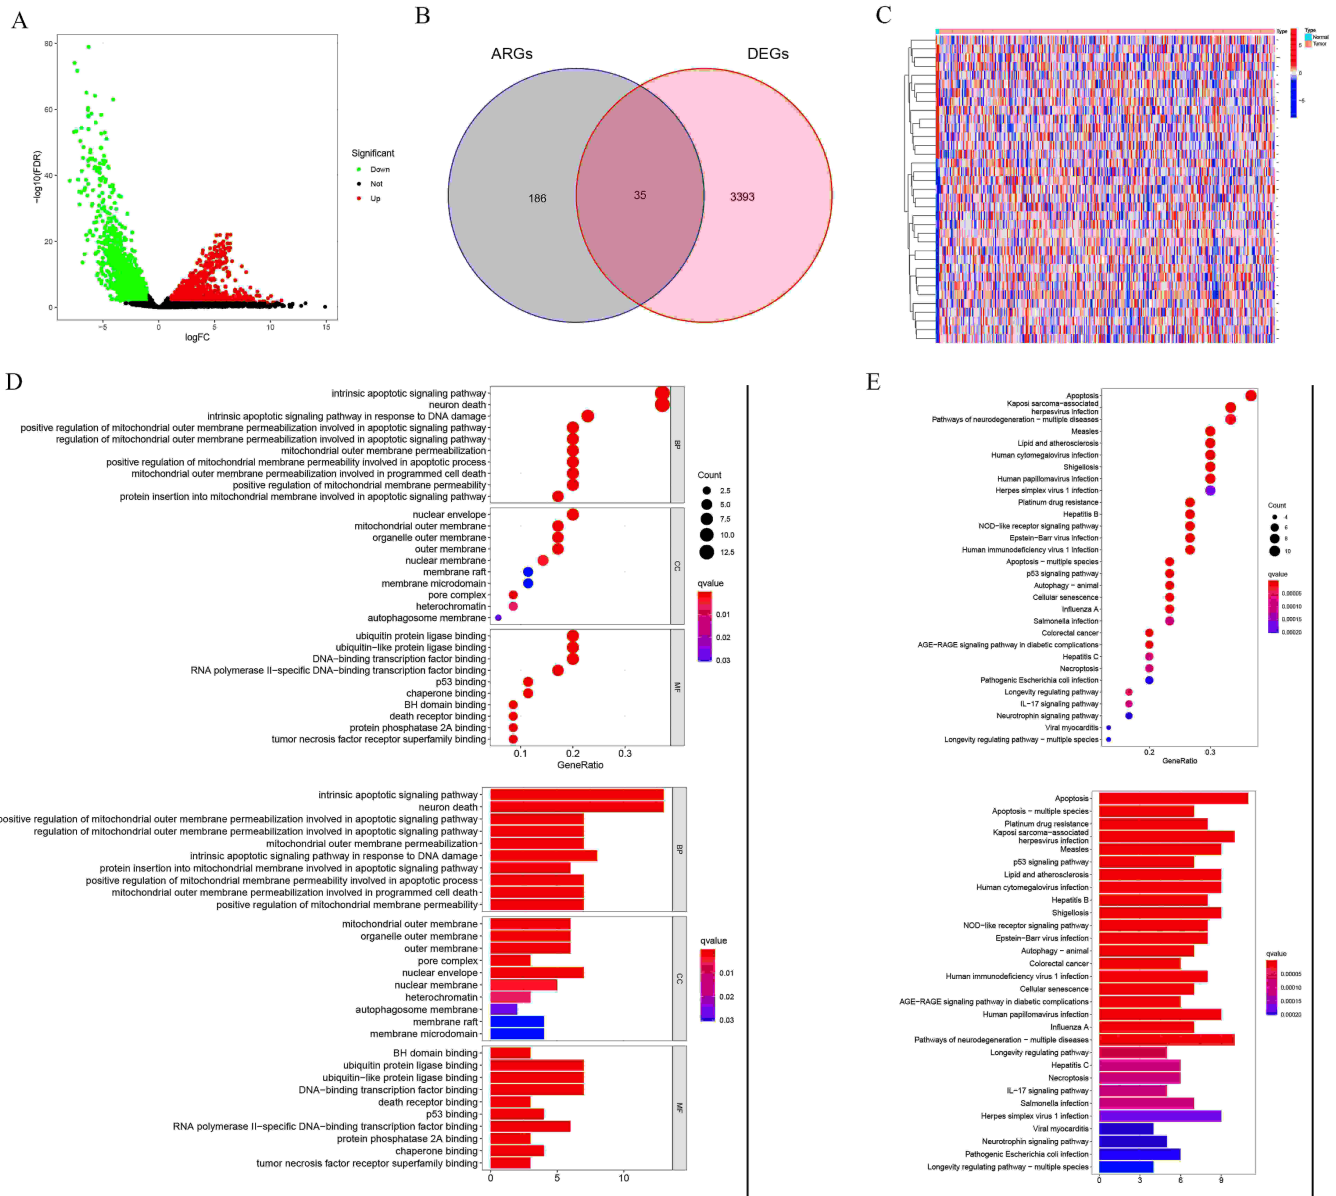 A
80
60
40
20
0
−log10(FDR)
−5
0
5
10
15
logFC
Significant
Down
Not
Up
B
ARGs
DEGs
186
35
3393
C
Type
5
0
−5
Type
Normal
Tumor
D
intrinsic apoptotic signaling pathway
neuron death
intrinsic apoptotic signaling pathway in response to DNA damage
positive regulation of mitochondrial outer membrane permeabilization involved in apoptotic signaling pathway
regulation of mitochondrial outer membrane permeabilization involved in apoptotic signaling pathway
mitochondrial outer membrane permeabilization
positive regulation of mitochondrial membrane permeability involved in apoptotic process
mitochondrial outer membrane permeabilization involved in programmed cell death
positive regulation of mitochondrial membrane permeability
protein insertion into mitochondrial membrane involved in apoptotic signaling pathway
BP
nuclear envelope
mitochondrial outer membrane
organelle outer membrane
outer membrane
nuclear membrane
membrane raft
membrane microdomain
pore complex
heterochromatin
autophagosome membrane
CC
ubiquitin protein ligase binding
ubiquitin−like protein ligase binding
DNA−binding transcription factor binding
RNA polymerase II−specific DNA−binding transcription factor binding
p53 binding
chaperone binding
BH domain binding
death receptor binding
protein phosphatase 2A binding
tumor necrosis factor receptor superfamily binding
MF
0.1
0.2
0.3
GeneRatio
Count
2.5
5.0
7.5
10.0
12.5
qvalue
0.01
0.02
0.03
intrinsic apoptotic signaling pathway
neuron death
positive regulation of mitochondrial outer membrane permeabilization involved in apoptotic signaling pathway
regulation of mitochondrial outer membrane permeabilization involved in apoptotic signaling pathway
mitochondrial outer membrane permeabilization
intrinsic apoptotic signaling pathway in response to DNA damage
protein insertion into mitochondrial membrane involved in apoptotic signaling pathway
positive regulation of mitochondrial membrane permeability involved in apoptotic process
mitochondrial outer membrane permeabilization involved in programmed cell death
positive regulation of mitochondrial membrane permeability
BP
mitochondrial outer membrane
organelle outer membrane
outer membrane
pore complex
nuclear envelope
nuclear membrane
heterochromatin
autophagosome membrane
membrane raft
membrane microdomain
CC
BH domain binding
ubiquitin protein ligase binding
ubiquitin−like protein ligase binding
DNA−binding transcription factor binding
death receptor binding
p53 binding
RNA polymerase II−specific DNA−binding transcription factor binding
protein phosphatase 2A binding
chaperone binding
tumor necrosis factor receptor superfamily binding
MF
0
5
10
qvalue
0.01
0.02
0.03
E
Apoptosis
Kaposi sarcoma−associated
herpesvirus infection
Pathways of neurodegeneration − multiple diseases
Measles
Lipid and atherosclerosis
Human cytomegalovirus infection
Shigellosis
Human papillomavirus infection
Herpes simplex virus 1 infection
Platinum drug resistance
Hepatitis B
NOD−like receptor signaling pathway
Epstein−Barr virus infection
Human immunodeficiency virus 1 infection
Apoptosis − multiple species
p53 signaling pathway
Autophagy − animal
Cellular senescence
Influenza A
Salmonella infection
Colorectal cancer
AGE−RAGE signaling pathway in diabetic complications
Hepatitis C
Necroptosis
Pathogenic Escherichia coli infection
Longevity regulating pathway
IL−17 signaling pathway
Neurotrophin signaling pathway
Viral myocarditis
Longevity regulating pathway − multiple species
0.2
0.3
GeneRatio
Count
4
6
8
10
qvalue
0.00005
0.00010
0.00015
0.00020
Apoptosis
Apoptosis − multiple species
Platinum drug resistance
Kaposi sarcoma−associated
herpesvirus infection
Measles
p53 signaling pathway
Lipid and atherosclerosis
Human cytomegalovirus infection
Hepatitis B
Shigellosis
NOD−like receptor signaling pathway
Epstein−Barr virus infection
Autophagy − animal
Colorectal cancer
Human immunodeficiency virus 1 infection
Cellular senescence
AGE−RAGE signaling pathway in diabetic complications
Human papillomavirus infection
Influenza A
Pathways of neurodegeneration − multiple diseases
Longevity regulating pathway
Hepatitis C
Necroptosis
IL−17 signaling pathway
Salmonella infection
Herpes simplex virus 1 infection
Viral myocarditis
Neurotrophin signaling pathway
Pathogenic Escherichia coli infection
Longevity regulating pathway − multiple species
0
3
6
9
qvalue
0.00005
0.00010
0.00015
0.00020